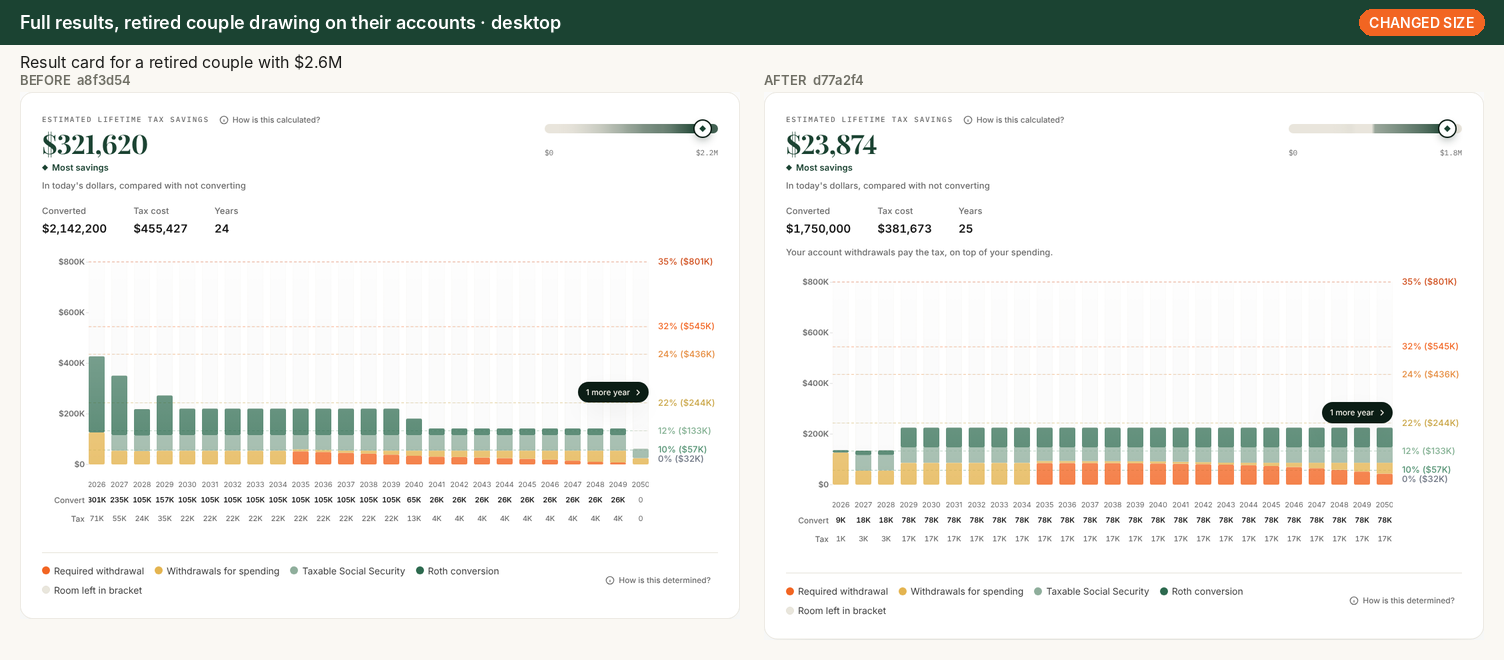 Full results, retired couple drawing on their accounts · desktop
CHANGED SIZE
Result card for a retired couple with $2.6M
BEFORE a8f3d54
ESTIMATED LIFETIME TAX SAVINGS How is this calculated?
$321,620
◆ Most savings
In today's dollars, compared with not converting
$0 $2.2M
Converted Tax cost Years
$2,142,200 $455,427 24
$800K 35% ($801K)
$600K
32% ($545K)
$400K 24% ($436K)
1 more year >
22% ($244K)
$200K
12% ($133K)
10% ($57K)
$0 0% ($32K)
2026 2027 2028 2029 2030 2031 2032 2033 2034 2035 2036 2037 2038 2039 2040 2041 2042 2043 2044 2045 2046 2047 2048 2049 2050
Convert 301K 235K 105K 157K 105K 105K 105K 105K 105K 105K 105K 105K 105K 105K 65K 26K 26K 26K 26K 26K 26K 26K 26K 26K 0
Tax 71K 55K 24K 35K 22K 22K 22K 22K 22K 22K 22K 22K 22K 22K 13K 4K 4K 4K 4K 4K 4K 4K 4K 4K 0
Required withdrawal Withdrawals for spending Taxable Social Security Roth conversion
Room left in bracket
How is this determined?
AFTER d77a2f4
ESTIMATED LIFETIME TAX SAVINGS How is this calculated?
$23,874
◆ Most savings
In today's dollars, compared with not converting
$0 $1.8M
Converted Tax cost Years
$1,750,000 $381,673 25
Your account withdrawals pay the tax, on top of your spending.
$800K 35% ($801K)
$600K
32% ($545K)
$400K 24% ($436K)
1 more year >
22% ($244K)
$200K
12% ($133K)
10% ($57K)
$0 0% ($32K)
2026 2027 2028 2029 2030 2031 2032 2033 2034 2035 2036 2037 2038 2039 2040 2041 2042 2043 2044 2045 2046 2047 2048 2049 2050
Convert 9K 18K 18K 78K 78K 78K 78K 78K 78K 78K 78K 78K 78K 78K 78K 78K 78K 78K 78K 78K 78K 78K 78K 78K 78K
Tax 1K 3K 3K 17K 17K 17K 17K 17K 17K 17K 17K 17K 17K 17K 17K 17K 17K 17K 17K 17K 17K 17K 17K 17K 17K
Required withdrawal Withdrawals for spending Taxable Social Security Roth conversion
Room left in bracket
How is this determined?